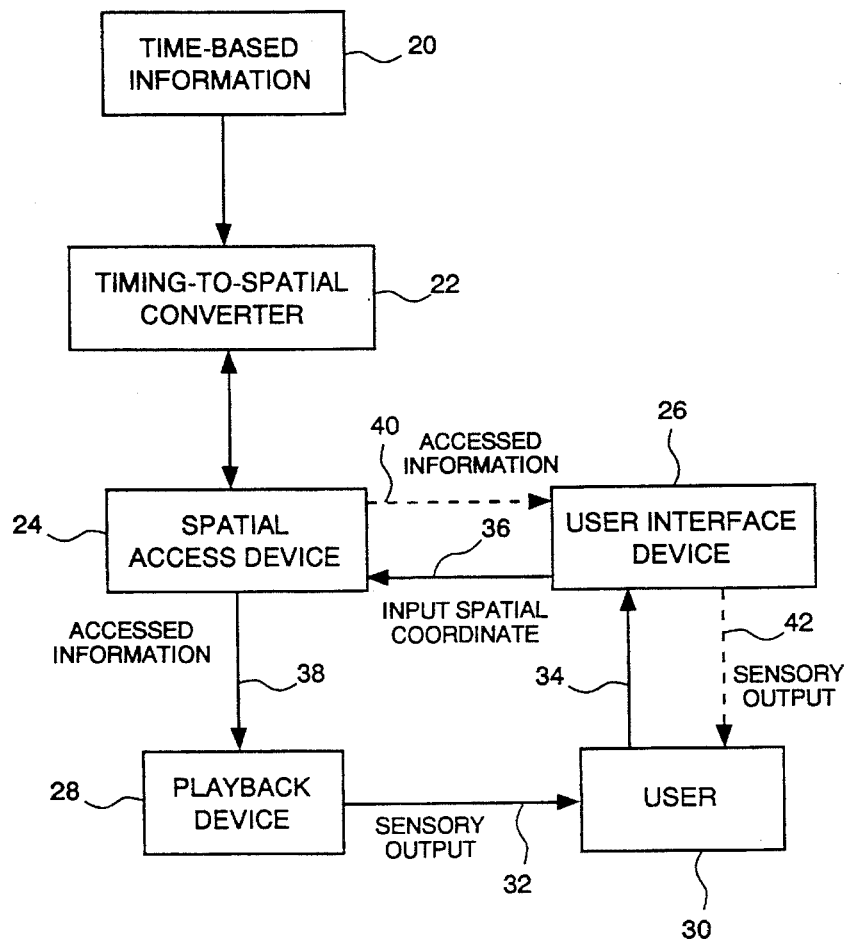 TIME-BASED
INFORMATION
20
TIMING-TO-SPATIAL
CONVERTER
22
40
ACCESSED
INFORMATION
26
24
SPATIAL
ACCESS DEVICE
36
USER INTERFACE
DEVICE
INPUT SPATIAL
COORDINATE
ACCESSED
INFORMATION
38
34
42
SENSORY
OUTPUT
28
PLAYBACK
DEVICE
SENSORY
OUTPUT
32
USER
30